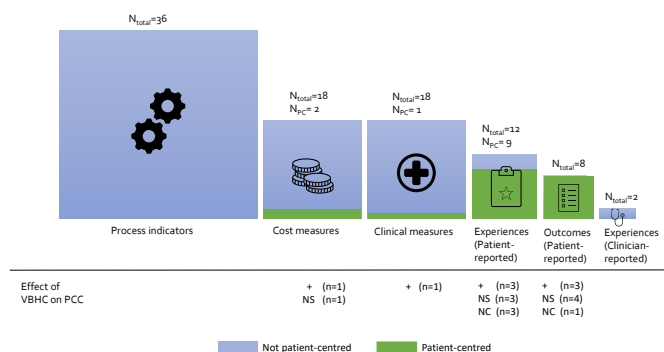 Ntotal=36
Ntotal=18
NPC= 2
Ntotal=18
NPC= 1
Ntotal=12
NPC= 9
Ntotal=8
Ntotal=2
Process indicators
Cost measures
Clinical measures
Experiences
(Patient-
reported)
Outcomes
(Patient-
reported)
Experiences
(Clinician-
reported)
Effect of
VBHC on PCC
+ (n=1)
NS (n=1)
+ (n=1)
+ (n=3)
NS (n=3)
NC (n=3)
+ (n=3)
NS (n=4)
NC (n=1)
Not patient-centred
Patient-centred